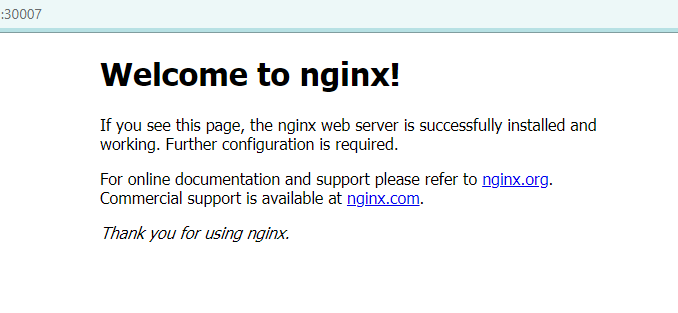 :30007
Welcome to nginx!
If you see this page, the nginx web server is successfully installed and
working. Further configuration is required.
For online documentation and support please refer to nginx.org.
Commercial support is available at nginx.com.
Thank you for using nginx.